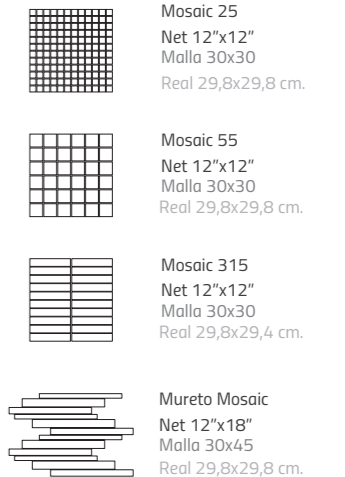 Mosaic 25
Net 12”x12”
Malla 30x30
Real 29,8x29,8 cm.
Mosaic 55
Net 12”x12”
Malla 30x30
Real 29,8x29,8 cm.
Mosaic 315
Net 12”x12”
Malla 30x30
Real 29,8x29,4 cm.
Mureto Mosaic
Net 12”x18”
Malla 30x45
Real 29,8x29,8 cm.